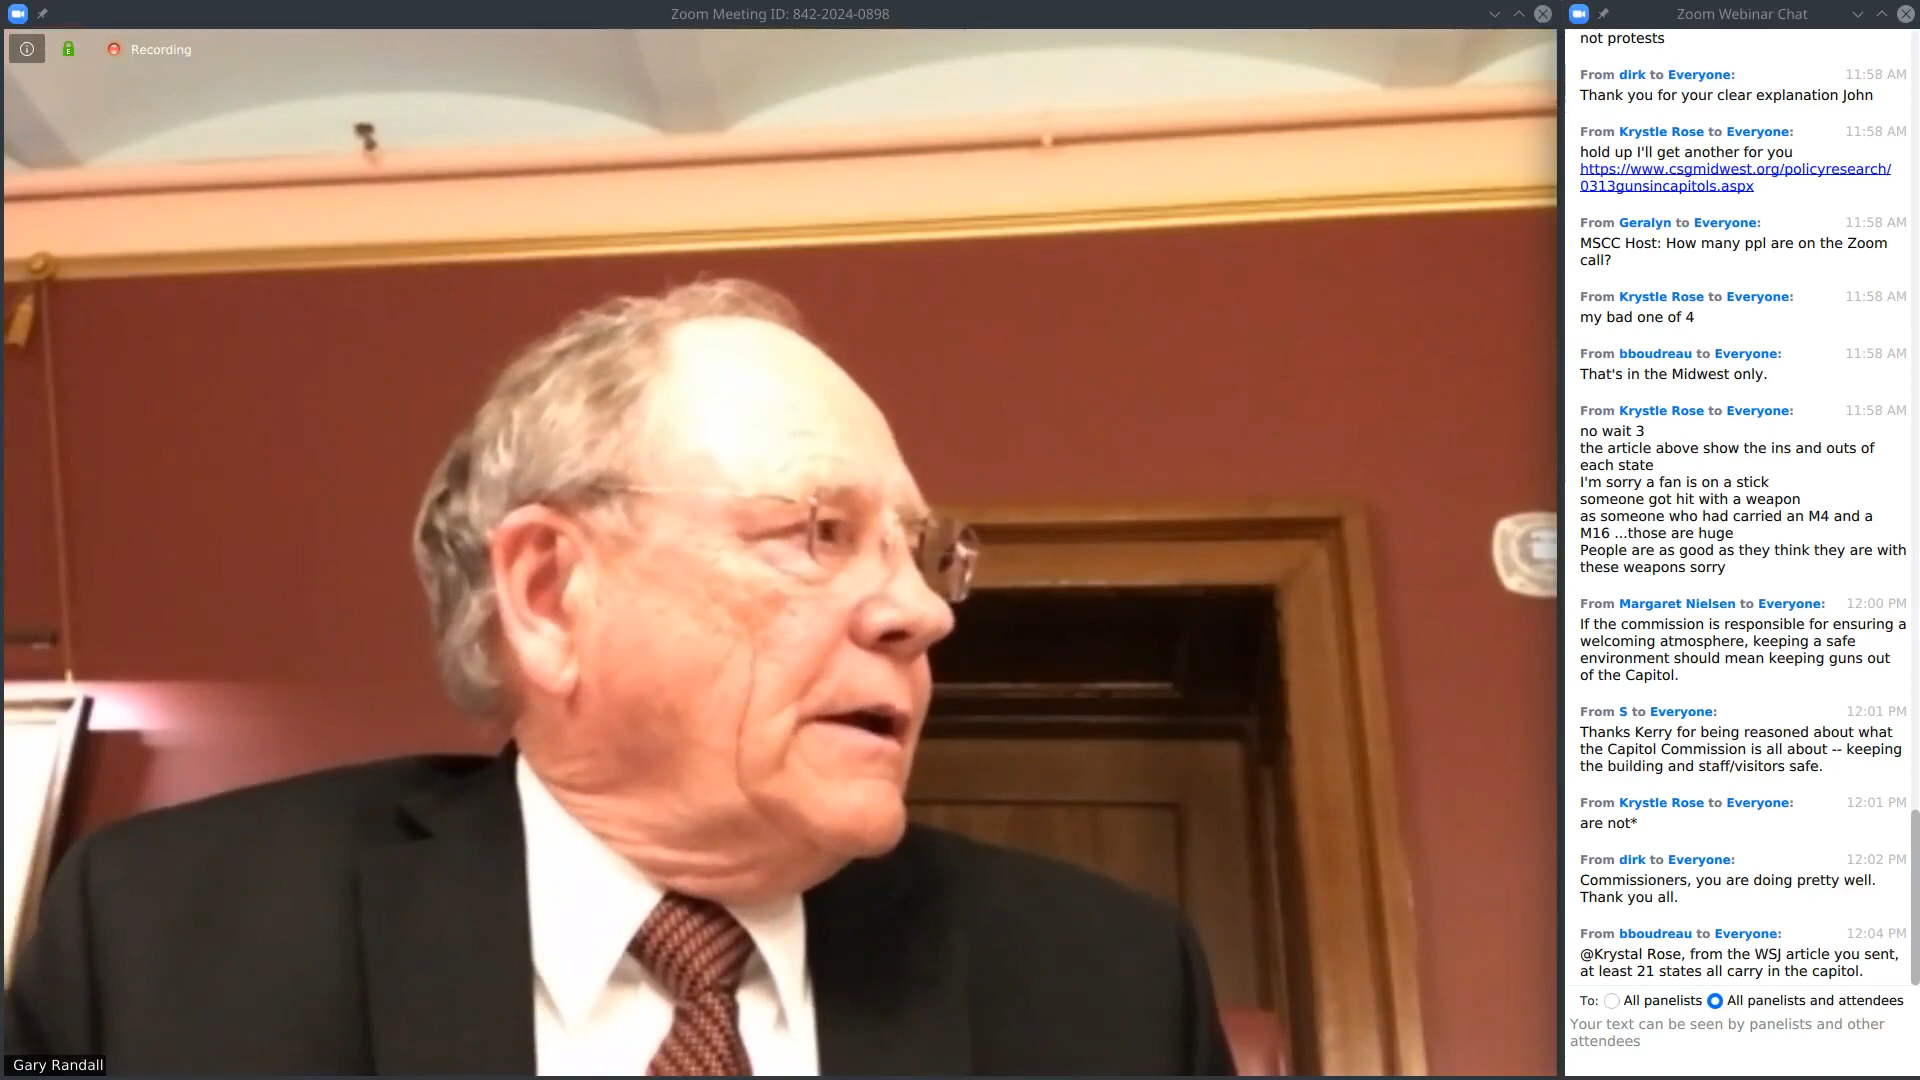 Zoom Meeting ID: 842-2024-0898
Recording
Gary Randall
Zoom Webinar Chat
not protests
From dirk to Everyone: 11:58 AM
Thank you for your clear explanation John
From Krystle Rose to Everyone: 11:58 AM
hold up I'll get another for you
https://www.csgmidwest.org/policyresearch/
0313gunsincapitols.aspx
From Geralyn to Everyone: 11:58 AM
MSCC Host: How many ppl are on the Zoom
call?
From Krystle Rose to Everyone: 11:58 AM
my bad one of 4
From bboudreau to Everyone: 11:58 AM
That's in the Midwest only.
From Krystle Rose to Everyone: 11:58 AM
no wait 3
the article above show the ins and outs of
each state
I'm sorry a fan is on a stick
someone got hit with a weapon
as someone who had carried an M4 and a
M16 ...those are huge
People are as good as they think they are with
these weapons sorry
From Margaret Nielsen to Everyone: 12:00 PM
If the commission is responsible for ensuring a
welcoming atmosphere, keeping a safe
environment should mean keeping guns out
of the Capitol.
From S to Everyone: 12:01 PM
Thanks Kerry for being reasoned about what
the Capitol Commission is all about -- keeping
the building and staff/visitors safe.
From Krystle Rose to Everyone: 12:01 PM
are not*
From dirk to Everyone: 12:02 PM
Commissioners, you are doing pretty well.
Thank you all.
From bboudreau to Everyone: 12:04 PM
@Krystal Rose, from the WSJ article you sent,
at least 21 states all carry in the capitol.
To: All panelists All panelists and attendees
Your text can be seen by panelists and other
attendees